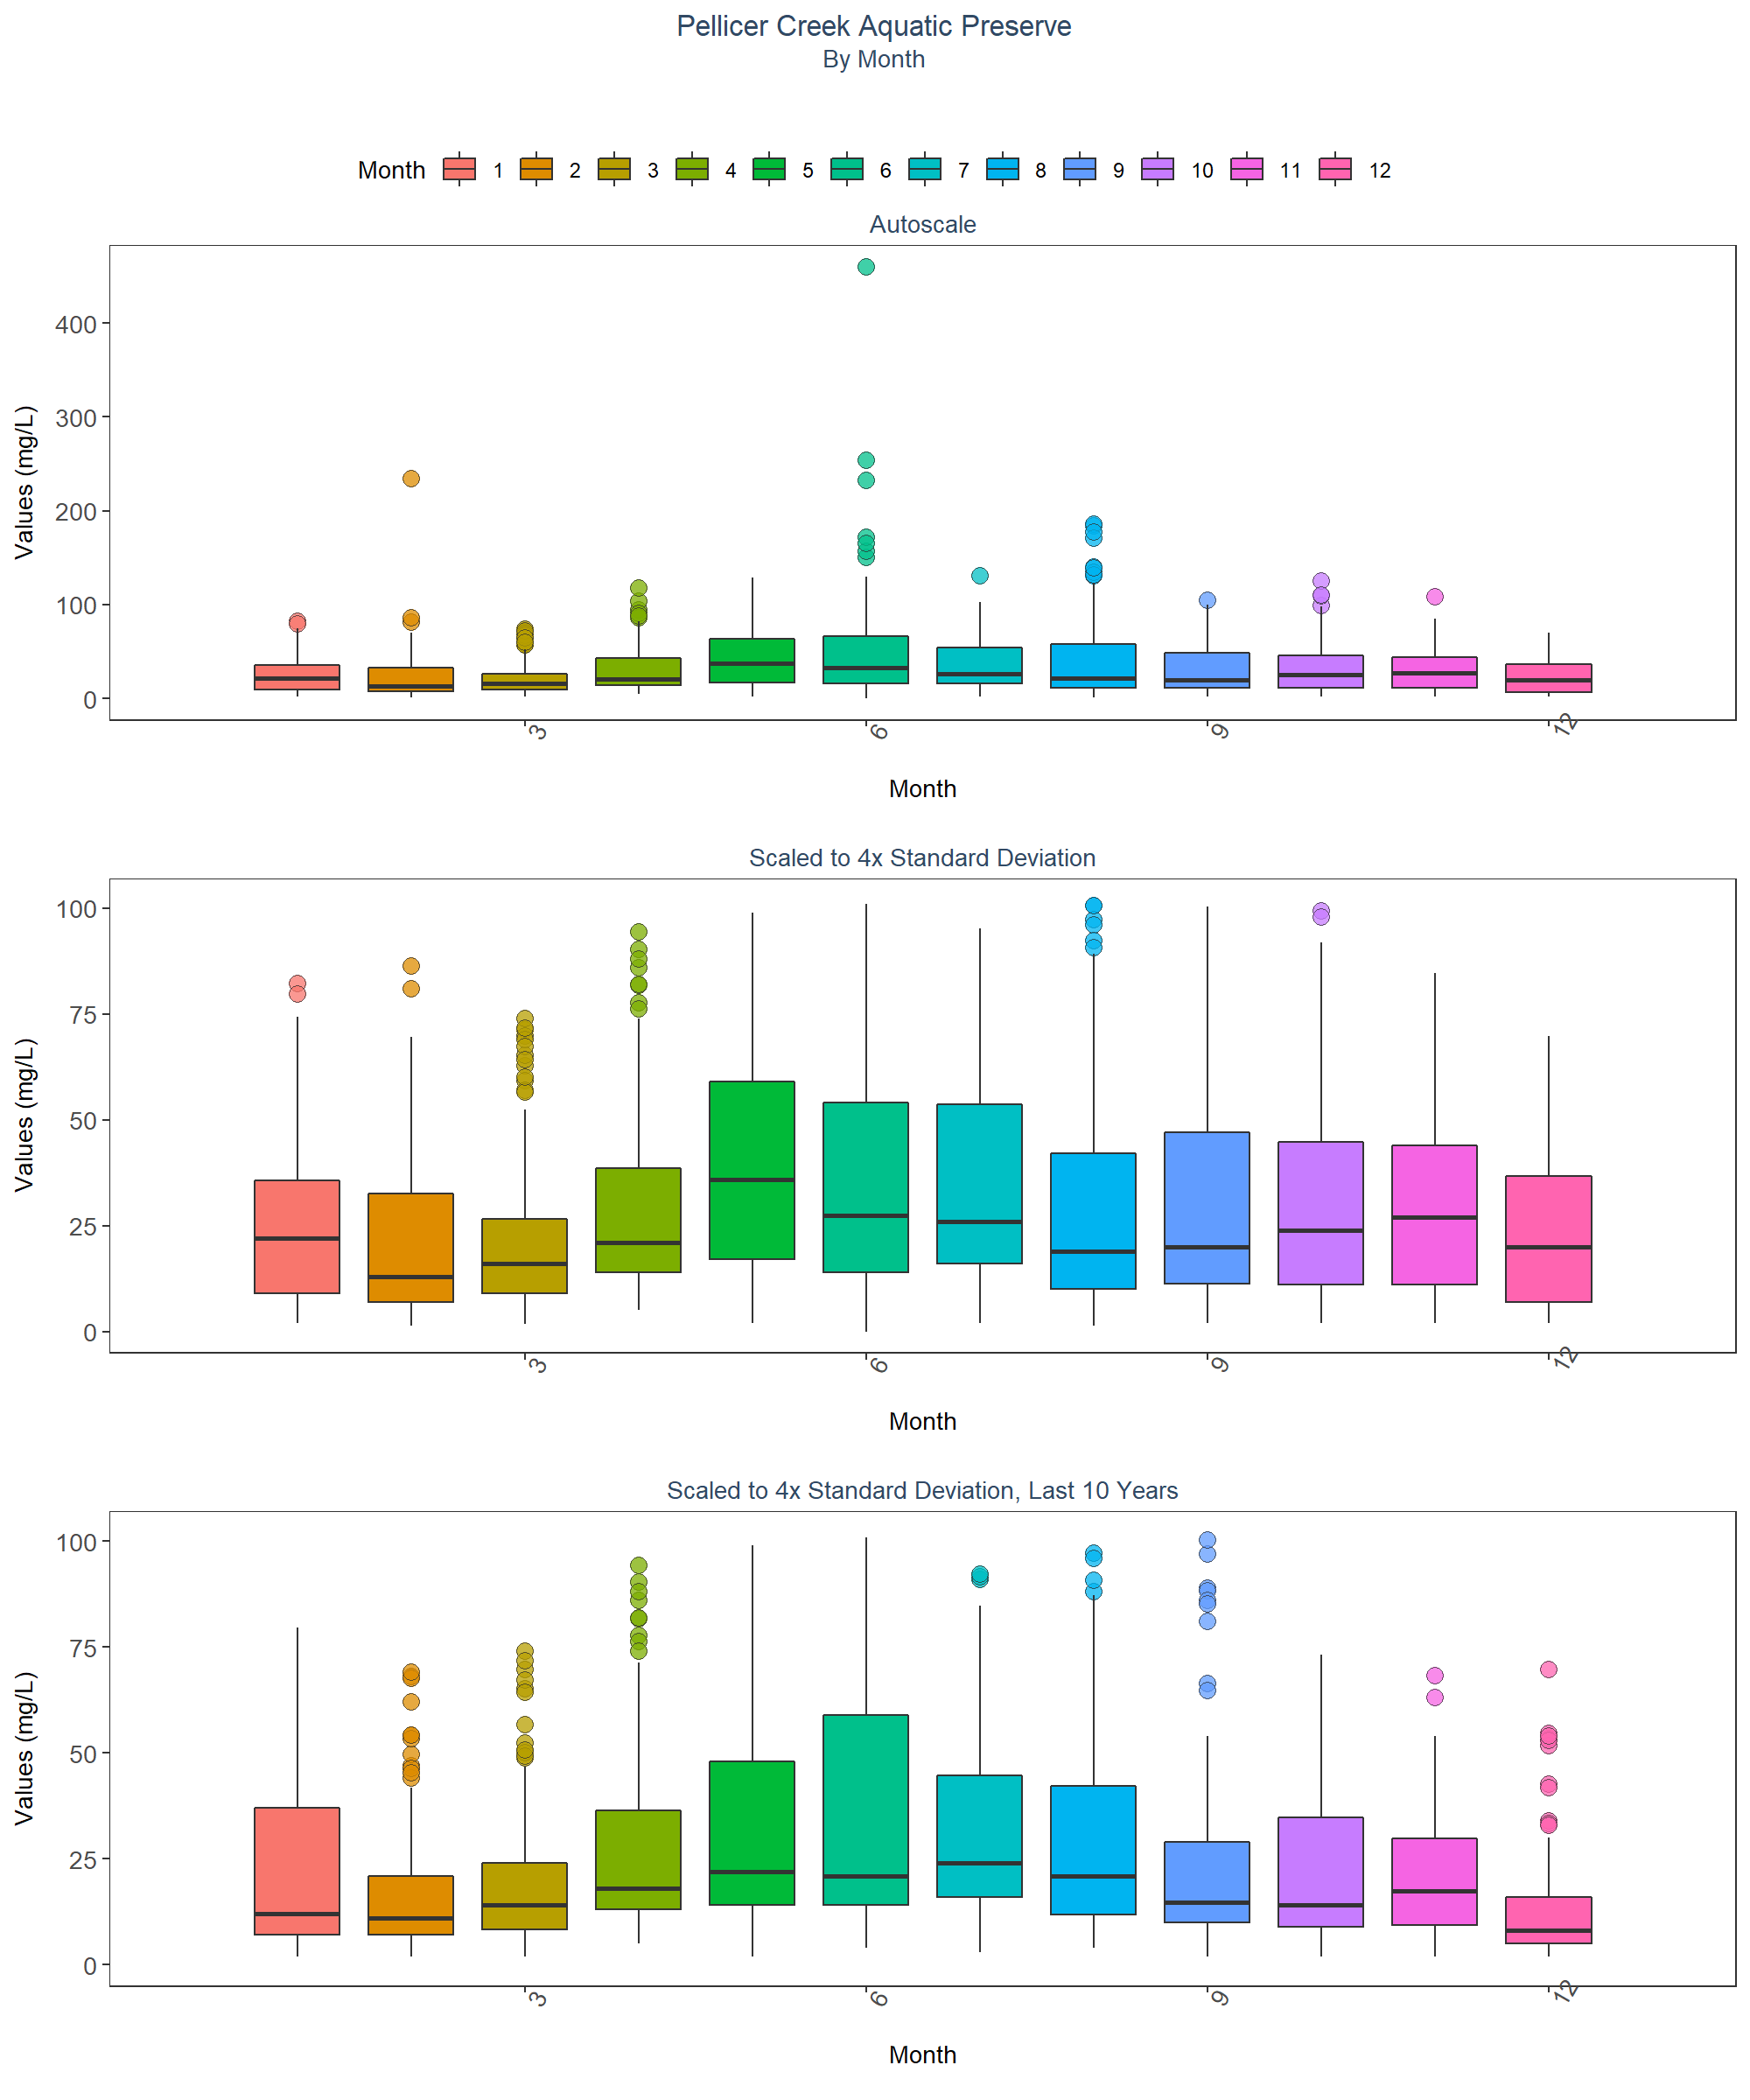 Pellicer Creek Aquatic Preserve
By Month
Month 1 2 3 4 5 6 7 8 9 10 11 12
Autoscale
Values (mg/L)
400
300
200
100
0
3 6 9 12
Month
Scaled to 4x Standard Deviation
Values (mg/L)
100
75
50
25
0
3 6 9 12
Month
Scaled to 4x Standard Deviation, Last 10 Years
Values (mg/L)
100
75
50
25
0
3 6 9 12
Month